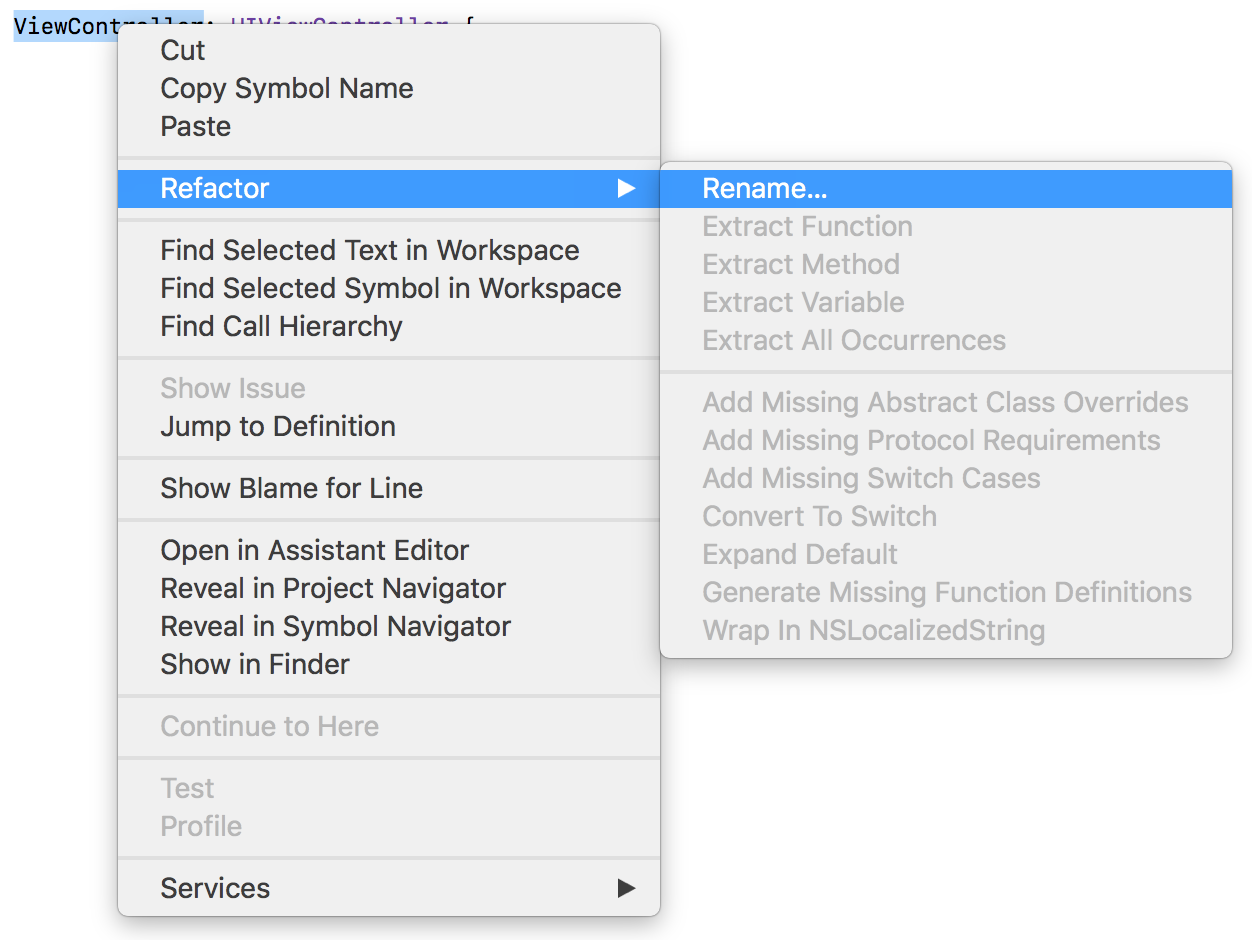 ViewController: UIViewController {
Cut
Copy Symbol Name
Paste
Refactor
Rename...
Extract Function
Extract Method
Extract Variable
Extract All Occurrences
Add Missing Abstract Class Overrides
Add Missing Protocol Requirements
Add Missing Switch Cases
Convert To Switch
Expand Default
Generate Missing Function Definitions
Wrap In NSLocalizedString
Find Selected Text in Workspace
Find Selected Symbol in Workspace
Find Call Hierarchy
Show Issue
Jump to Definition
Show Blame for Line
Open in Assistant Editor
Reveal in Project Navigator
Reveal in Symbol Navigator
Show in Finder
Continue to Here
Test
Profile
Services